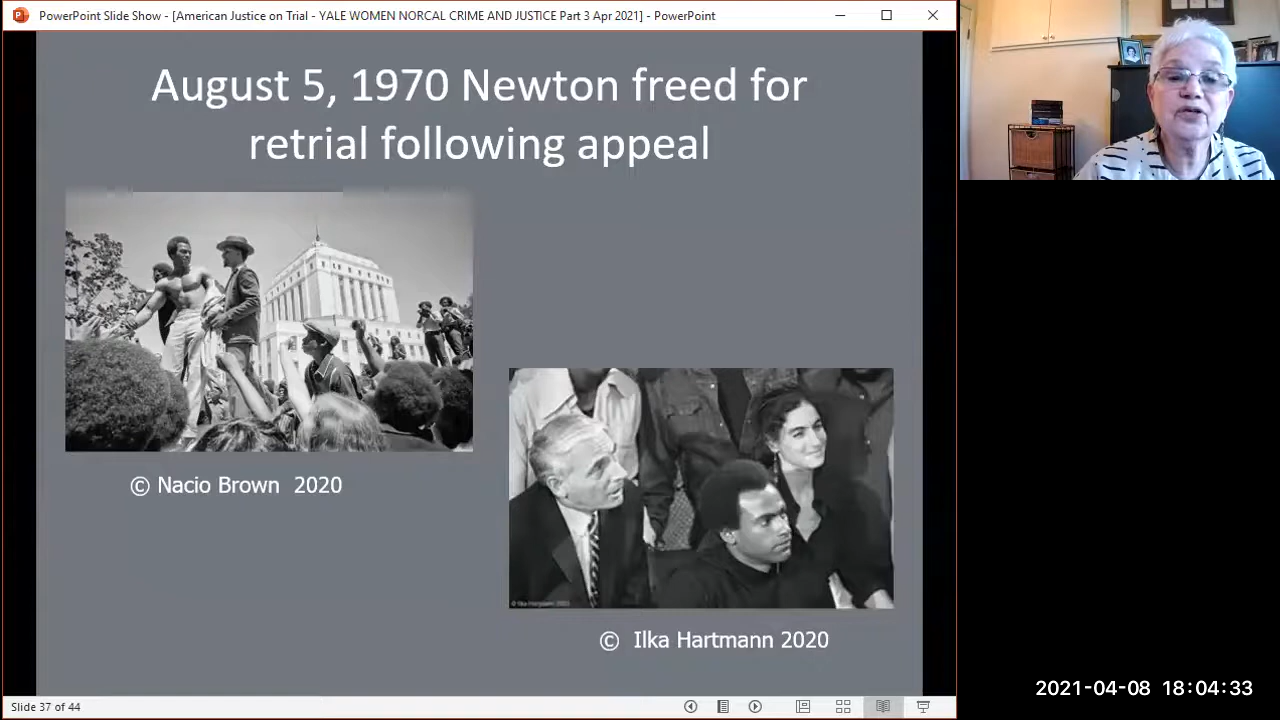 PowerPoint Slide Show - [American Justice on Trial - YALE WOMEN NORCAL CRIME AND JUSTICE Part 3 Apr 2021] - PowerPoint
August 5, 1970 Newton freed for
retrial following appeal
© Nacio Brown 2020
© Ilka Hartmann 2020
Slide 37 of 44
2021-04-08 18:04:33